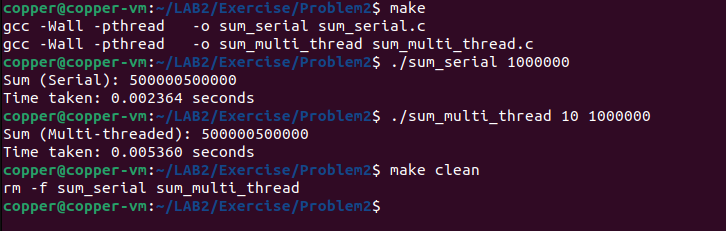 copper@copper-vm:~/LAB2/Exercise/Problem2$ make
gcc -Wall -pthread   -o sum_serial sum_serial.c
gcc -Wall -pthread   -o sum_multi_thread sum_multi_thread.c
copper@copper-vm:~/LAB2/Exercise/Problem2$ ./sum_serial 1000000
Sum (Serial): 500000500000
Time taken: 0.002364 seconds
copper@copper-vm:~/LAB2/Exercise/Problem2$ ./sum_multi_thread 10 1000000
Sum (Multi-threaded): 500000500000
Time taken: 0.005360 seconds
copper@copper-vm:~/LAB2/Exercise/Problem2$ make clean
rm -f sum_serial sum_multi_thread
copper@copper-vm:~/LAB2/Exercise/Problem2$